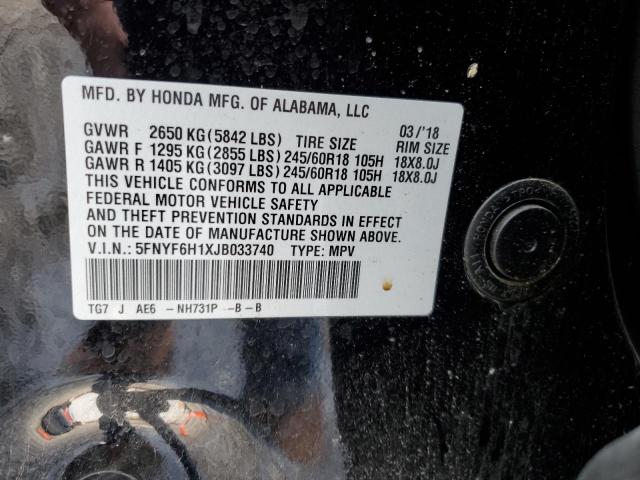 MFD. BY HONDA MFG. OF ALABAMA, LLC
GVWR 2650 KG(5842 LBS) TIRE SIZE 03/'18 RIM SIZE
GAWR F 1295 KG(2855 LBS) 245/60R18 105H 18X8.0J
GAWR R 1405 KG(3097 LBS) 245/60R18 105H 18X8.0J
THIS VEHICLE CONFORMS TO ALL APPLICABLE
FEDERAL MOTOR VEHICLE SAFETY
AND THEFT PREVENTION STANDARDS IN EFFECT
ON THE DATE OF MANUFACTURE SHOWN ABOVE.
V.I.N.: 5FNYF6H1XJB033740 TYPE: MPV
TG7 J AE6 -NH731P -B -B
HONDA